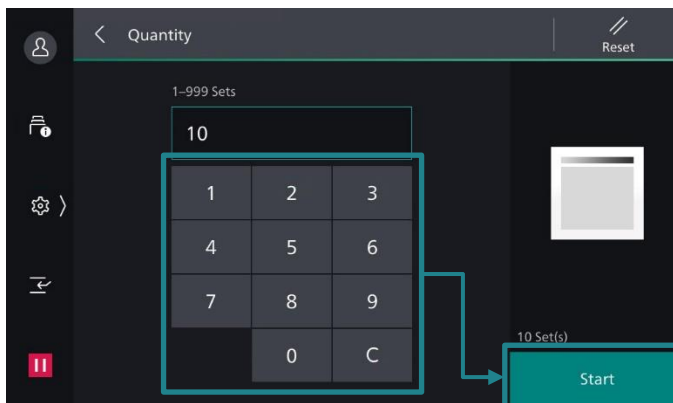 Quantity
Reset
1–999 Sets
10
1 2 3
4 5 6
7 8 9
0 C
10 Set(s)
Start